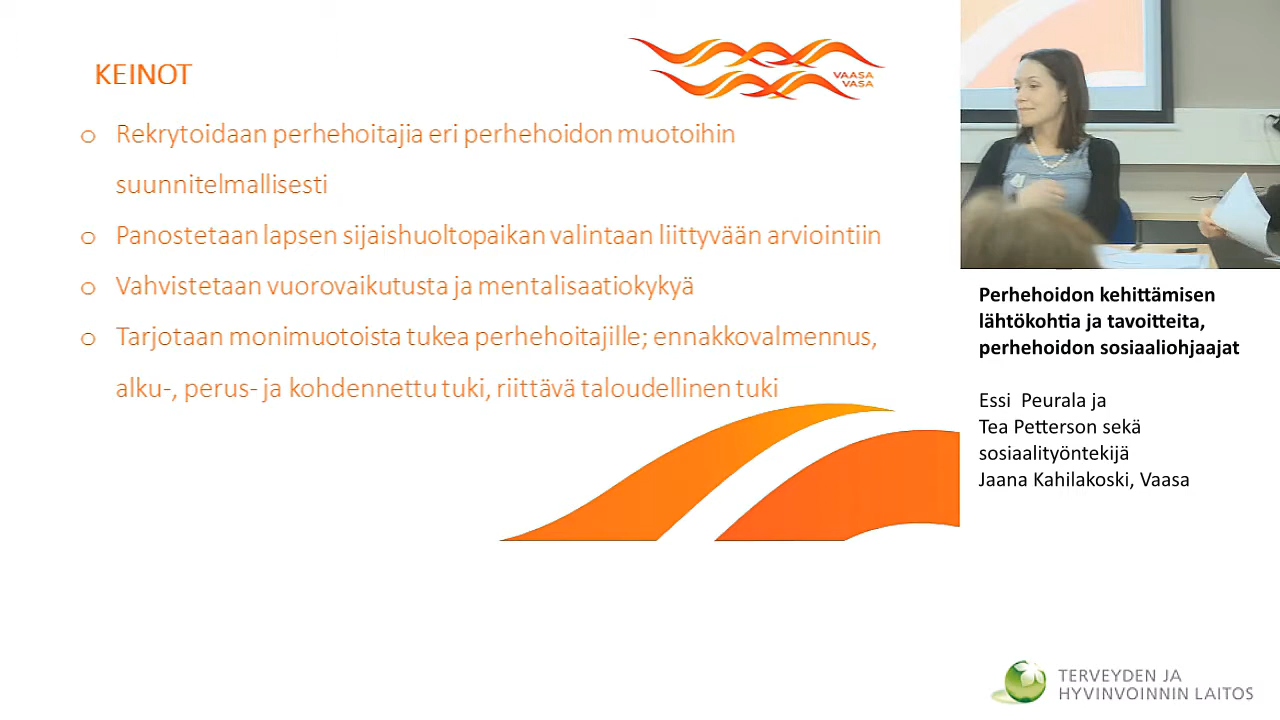 KEINOT
VAASA
VASA
o Rekrytoidaan perhehoitajia eri perhehoidon muotoihin
suunnitelmallisesti
o Panostetaan lapsen sijaishuoltopaikan valintaan liittyvään arviointiin
o Vahvistetaan vuorovaikutusta ja mentalisaatiokykyä
o Tarjotaan monimuotoista tukea perhehoitajille; ennakkovalmennus,
alku-, perus- ja kohdennettu tuki, riittävä taloudellinen tuki
Perhehoidon kehittämisen
lähtökohtia ja tavoitteita,
perhehoidon sosiaaliohjaajat
Essi Peurala ja
Tea Petterson sekä
sosiaalityöntekijä
Jaana Kahilakoski, Vaasa
TERVEYDEN JA
HYVINVOINNIN LAITOS